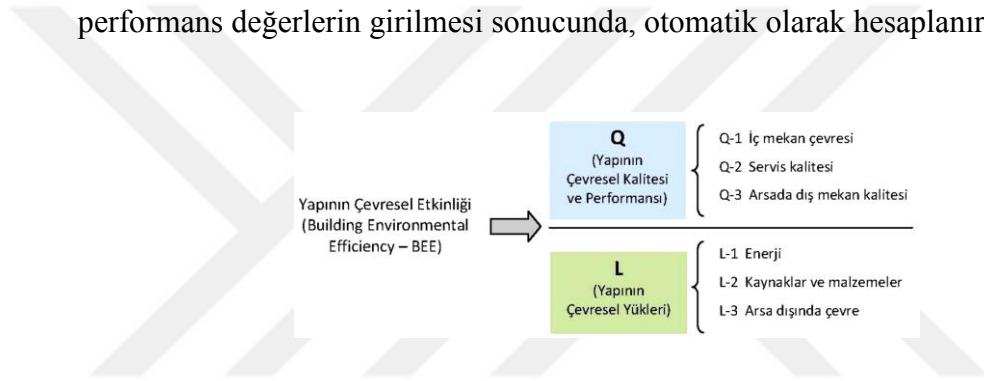 performans değerlerin girilmesi sonucunda, otomatik olarak hesaplanır
Yapının Çevresel Etkinliği
(Building Environmental
Efficiency – BEE)
Q
(Yapının
Çevresel Kalitesi
ve Performansı)
Q-1 İç mekan çevresi
Q-2 Servis kalitesi
Q-3 Arsada dış mekan kalitesi
L
(Yapının
Çevresel Yükleri)
L-1 Enerji
L-2 Kaynaklar ve malzemeler
L-3 Arsa dışında çevre